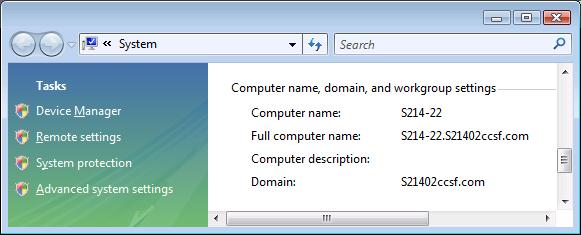 « System
Search
Tasks
Device Manager
Remote settings
System protection
Advanced system settings
Computer name, domain, and workgroup settings
Computer name: S214-22
Full computer name: S214-22.S21402ccsf.com
Computer description:
Domain: S21402ccsf.com